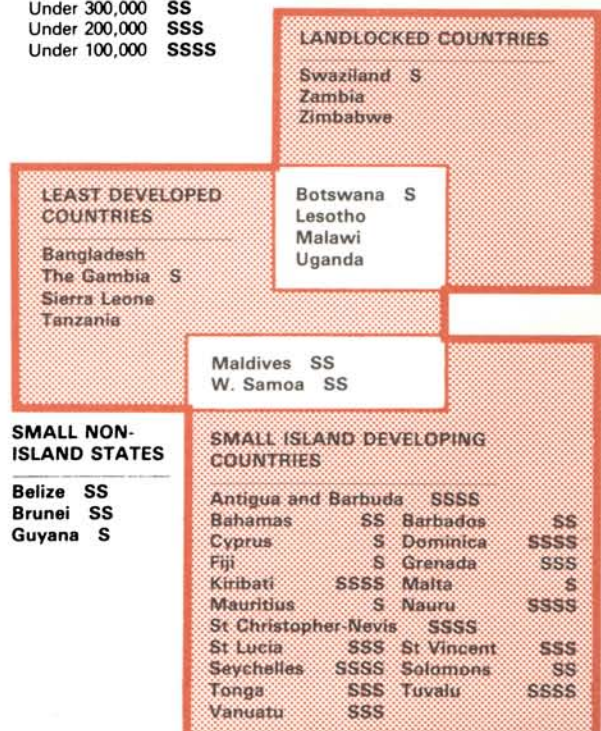 Under 300,000 SS
Under 200,000 SSS
Under 100,000 SSSS
LANDLOCKED COUNTRIES
Swaziland S
Zambia
Zimbabwe
LEAST DEVELOPED
COUNTRIES
Bangladesh
The Gambia S
Sierra Leone
Tanzania
Botswana S
Lesotho
Malawi
Uganda
Maldives SS
W. Samoa SS
SMALL NON-
ISLAND STATES
Belize SS
Brunei SS
Guyana S
SMALL ISLAND DEVELOPING
COUNTRIES
Antigua and Barbuda SSSS
Bahamas SS Barbados SS
Cyprus S Dominica SSSS
Fiji S Grenada SSS
Kiribati SSSS Malta S
Mauritius S Nauru SSSS
St Christopher-Nevis SSSS
St Lucia SSS St Vincent SSS
Seychelles SSSS Solomons SS
Tonga SSS Tuvalu SSSS
Vanuatu SSS